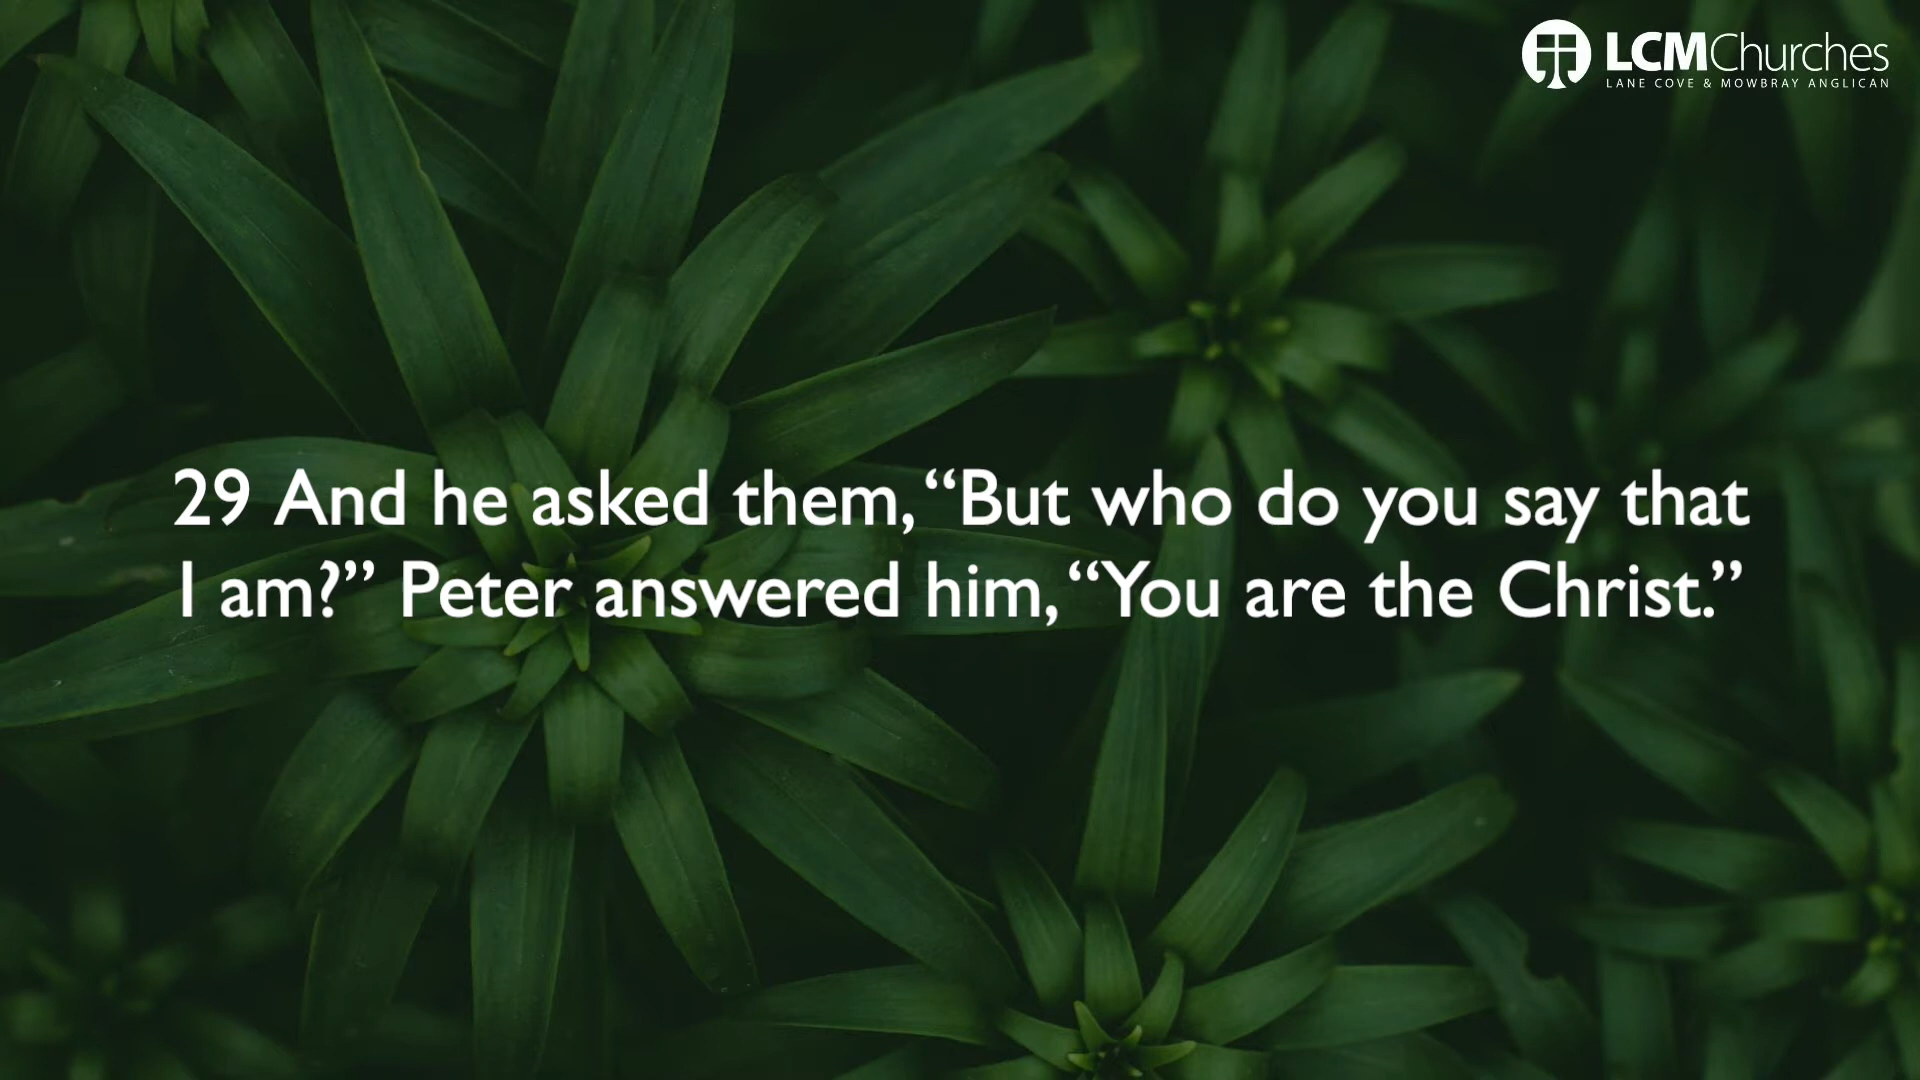 LCMChurches
LANE COVE & MOWBRAY ANGLICAN
29 And he asked them, “But who do you say that
I am?” Peter answered him, “You are the Christ.”